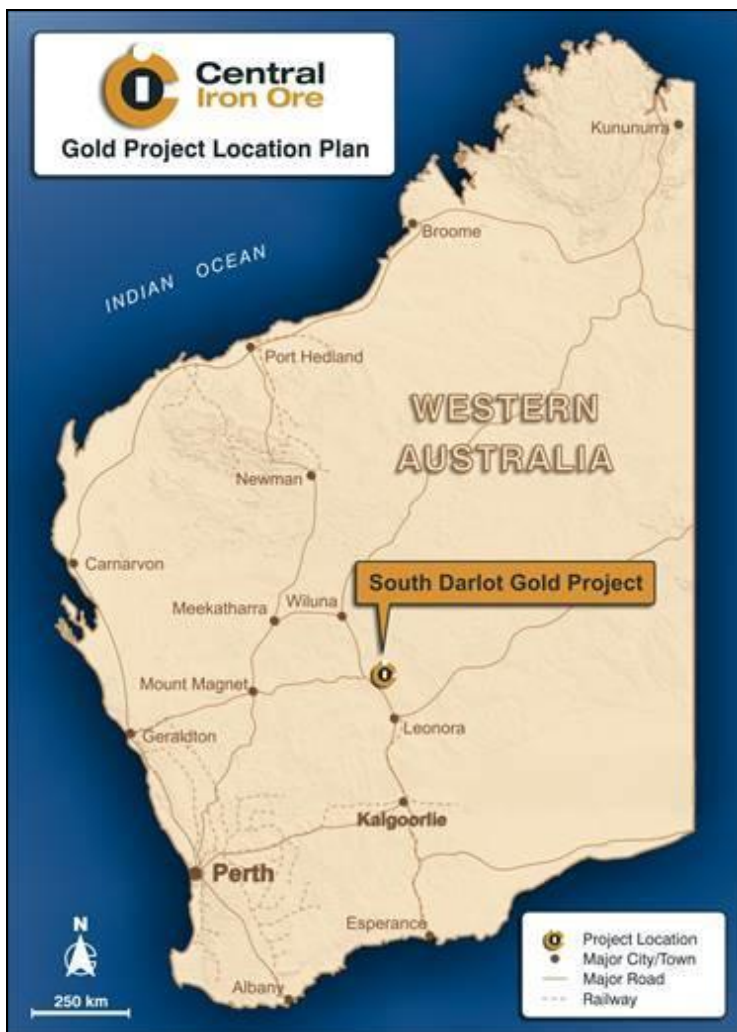 Central
Iron Ore
Gold Project Location Plan
Kununurra
Broome
INDIAN OCEAN
Port Hedland
WESTERN
AUSTRALIA
Newman
Carnarvon
South Darlot Gold Project
Meekatharra
Wiluna
Mount Magnet
Leonora
Geraldton
Kalgoorlie
Perth
Esperance
Albany
N
250 km
Project Location
Major City/Town
Major Road
Railway